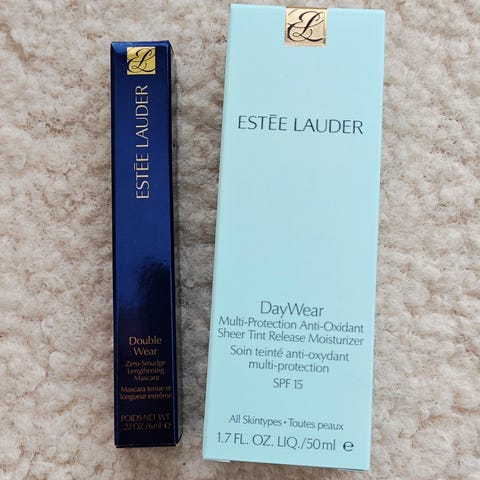 ESTĒE LAUDER
Double
Wear
Zero-Smudge
Lengthening
Mascara
Mascara tenue et
longueur extrême
POIDS NET WT.
.22 OZ./6ml ℮
ESTĒE LAUDER
DayWear
Multi-Protection Anti-Oxidant
Sheer Tint Release Moisturizer
Soin teinté anti-oxydant
multi-protection
SPF 15
All Skintypes • Toutes peaux
1.7 FL. OZ. LIQ./50 ml ℮